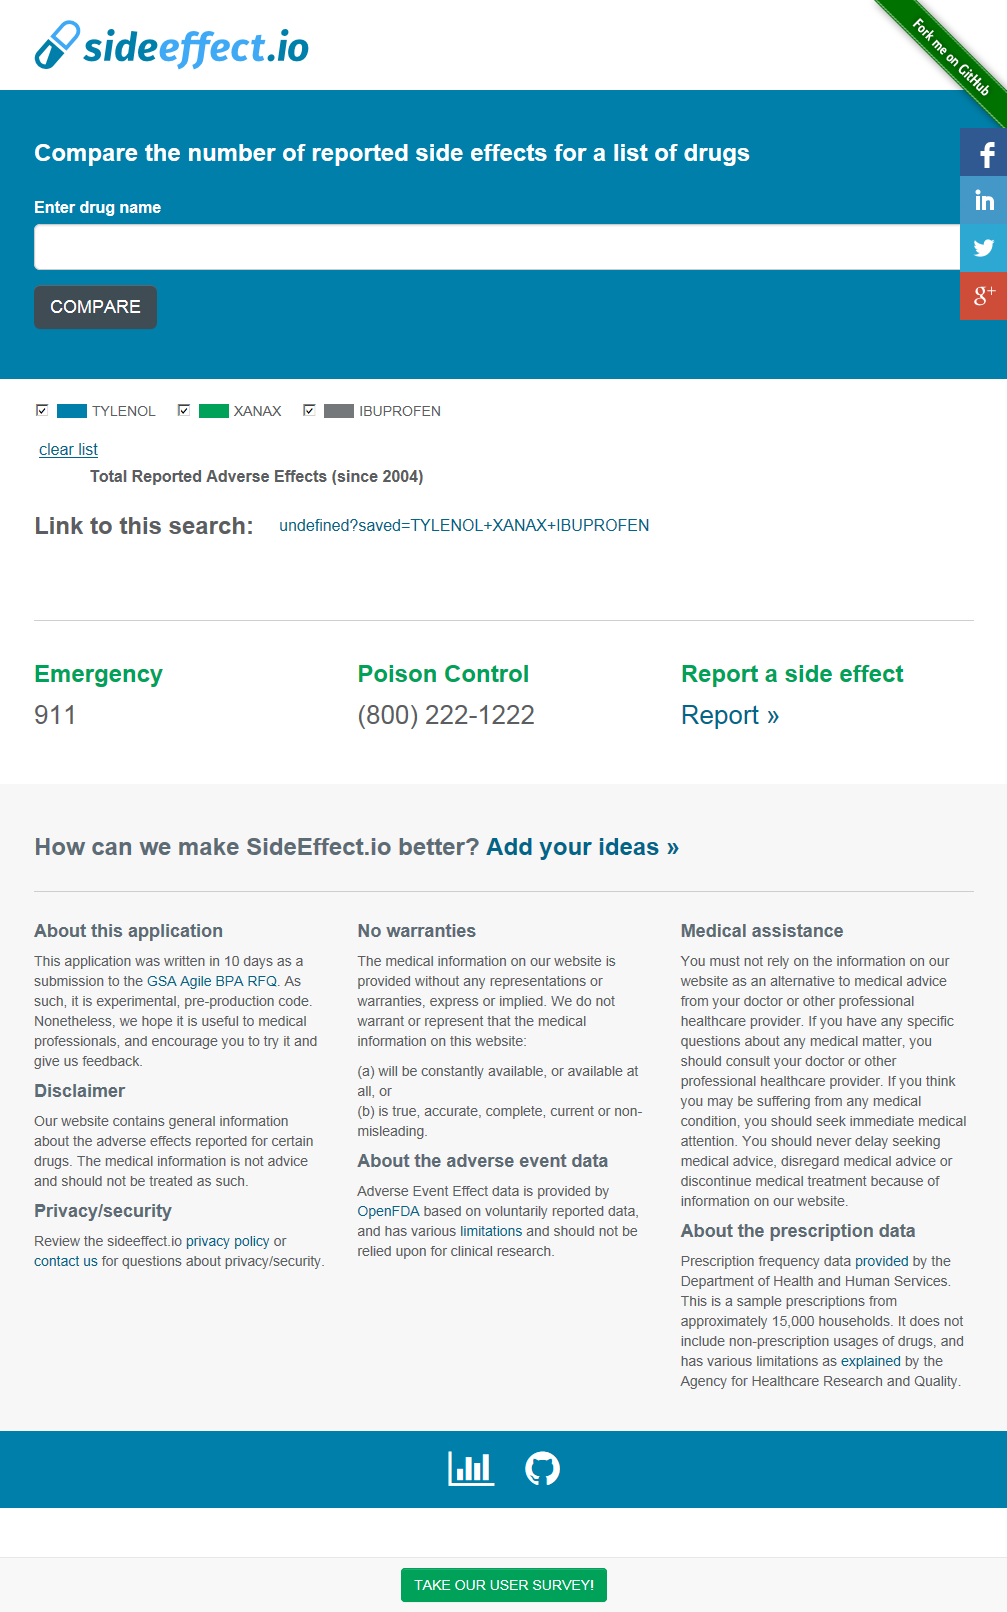 sideeffect.io
Fork me on GitHub
Compare the number of reported side effects for a list of drugs
Enter drug name
COMPARE
f
in
g+
TYLENOL XANAX IBUPROFEN
clear list
Total Reported Adverse Effects (since 2004)
Link to this search: undefined?saved=TYLENOL+XANAX+IBUPROFEN
Emergency
911
Poison Control
(800) 222-1222
Report a side effect
Report »
How can we make SideEffect.io better? Add your ideas »
About this application
This application was written in 10 days as a
submission to the GSA Agile BPA RFQ. As
such, it is experimental, pre-production code.
Nonetheless, we hope it is useful to medical
professionals, and encourage you to try it and
give us feedback.
Disclaimer
Our website contains general information
about the adverse effects reported for certain
drugs. The medical information is not advice
and should not be treated as such.
Privacy/security
Review the sideeffect.io privacy policy or
contact us for questions about privacy/security.
No warranties
The medical information on our website is
provided without any representations or
warranties, express or implied. We do not
warrant or represent that the medical
information on this website:
(a) will be constantly available, or available at
all, or
(b) is true, accurate, complete, current or non-
misleading.
About the adverse event data
Adverse Event Effect data is provided by
OpenFDA based on voluntarily reported data,
and has various limitations and should not be
relied upon for clinical research.
Medical assistance
You must not rely on the information on our
website as an alternative to medical advice
from your doctor or other professional
healthcare provider. If you have any specific
questions about any medical matter, you
should consult your doctor or other
professional healthcare provider. If you think
you may be suffering from any medical
condition, you should seek immediate medical
attention. You should never delay seeking
medical advice, disregard medical advice or
discontinue medical treatment because of
information on our website.
About the prescription data
Prescription frequency data provided by the
Department of Health and Human Services.
This is a sample prescriptions from
approximately 15,000 households. It does not
include non-prescription usages of drugs, and
has various limitations as explained by the
Agency for Healthcare Research and Quality.
TAKE OUR USER SURVEY!